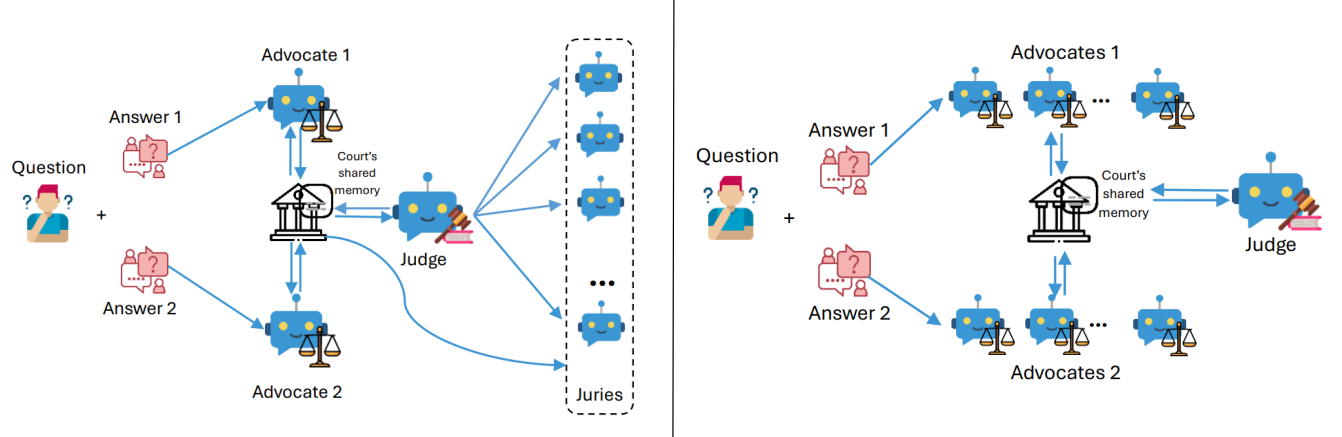 Advocate 1
Answer 1
Question
+
Answer 2
Advocate 2
Court's
shared
memory
Judge
...
Juries
Advocates 1
...
Answer 1
Question
+
Answer 2
Court's
shared
memory
Judge
...
Advocates 2